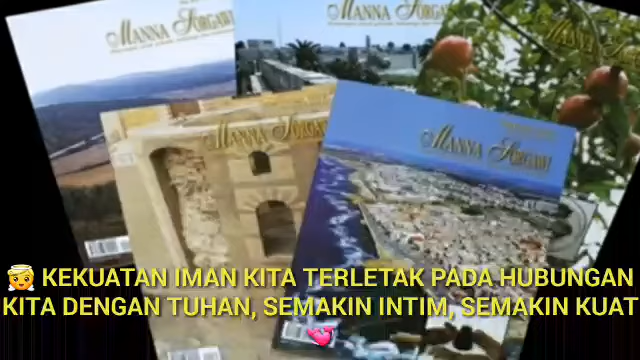 MANNA SORGAWI
MANNA SORGAWI
MANNA SORGAWI
MANNA SORGAWI
KEKUATAN IMAN KITA TERLETAK PADA HUBUNGAN
KITA DENGAN TUHAN, SEMAKIN INTIM, SEMAKIN KUAT